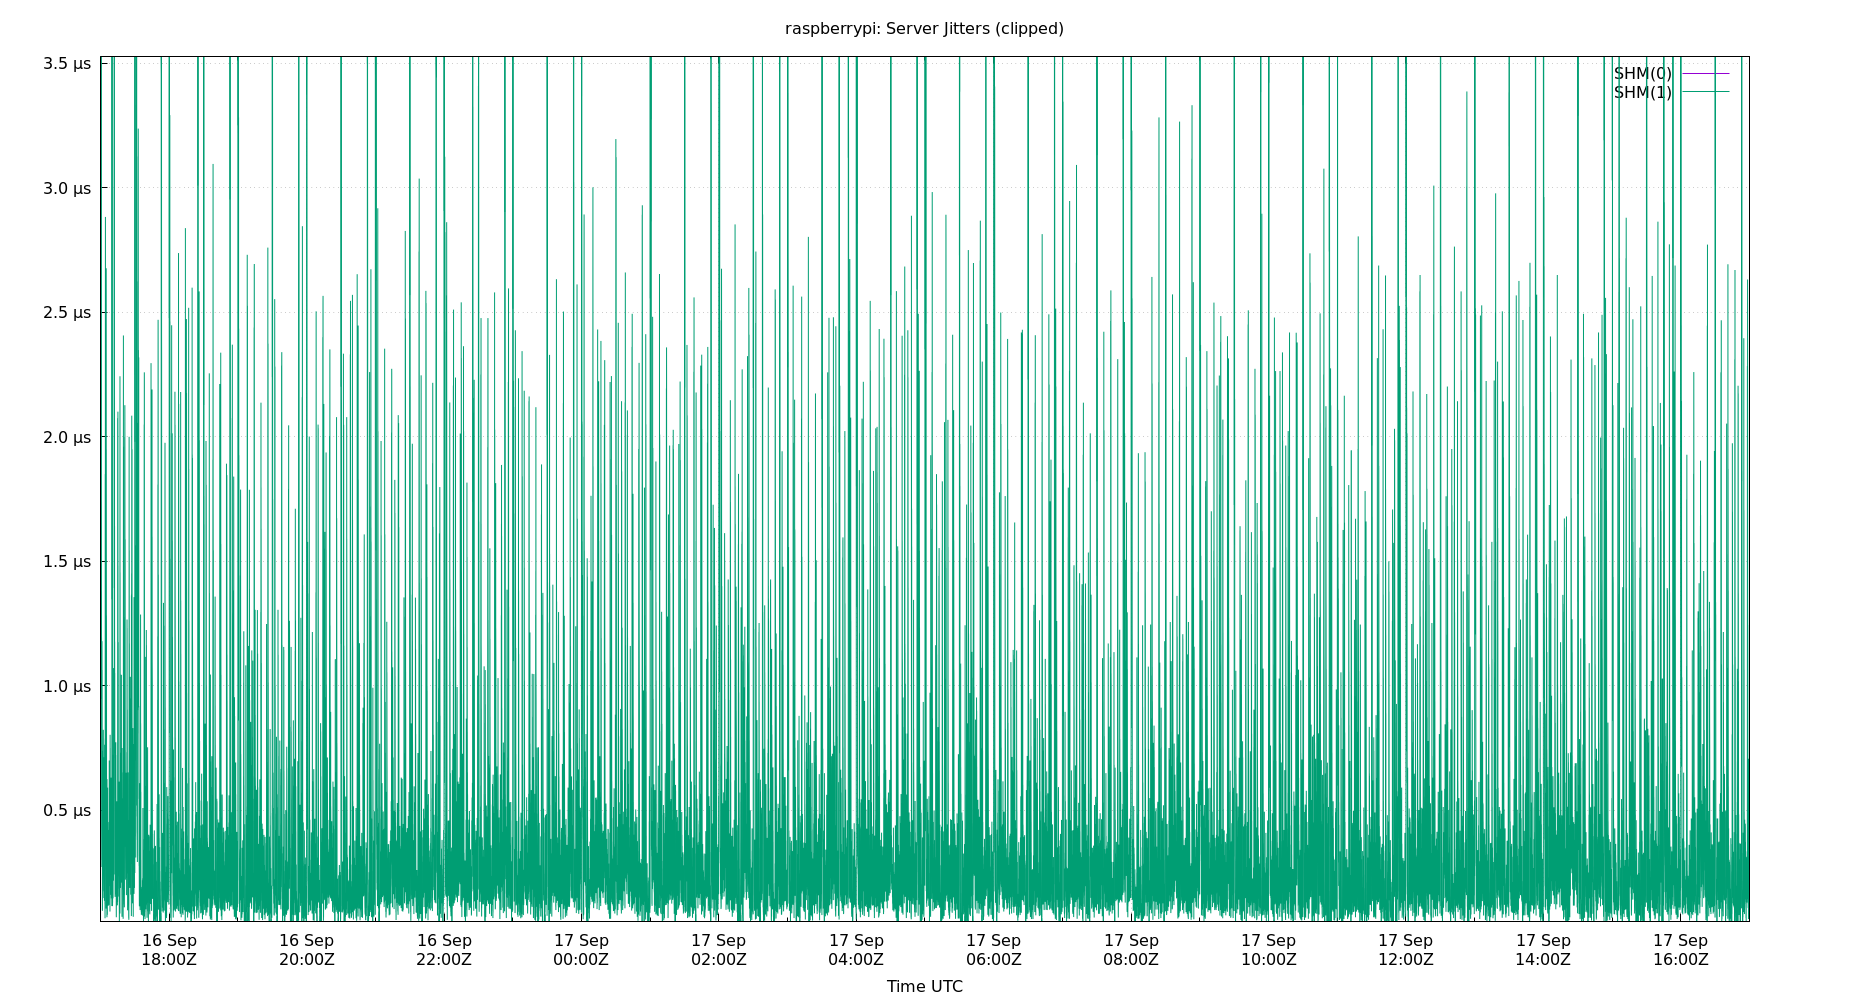 raspberrypi: Server Jitters (clipped)
3.5 µs
3.0 µs
2.5 µs
2.0 µs
1.5 µs
1.0 µs
0.5 µs
SHM(0)
SHM(1)
16 Sep 16 Sep 16 Sep 17 Sep 17 Sep 17 Sep 17 Sep 17 Sep 17 Sep 17 Sep 17 Sep 17 Sep
18:00Z 20:00Z 22:00Z 00:00Z 02:00Z 04:00Z 06:00Z 08:00Z 10:00Z 12:00Z 14:00Z 16:00Z
Time UTC